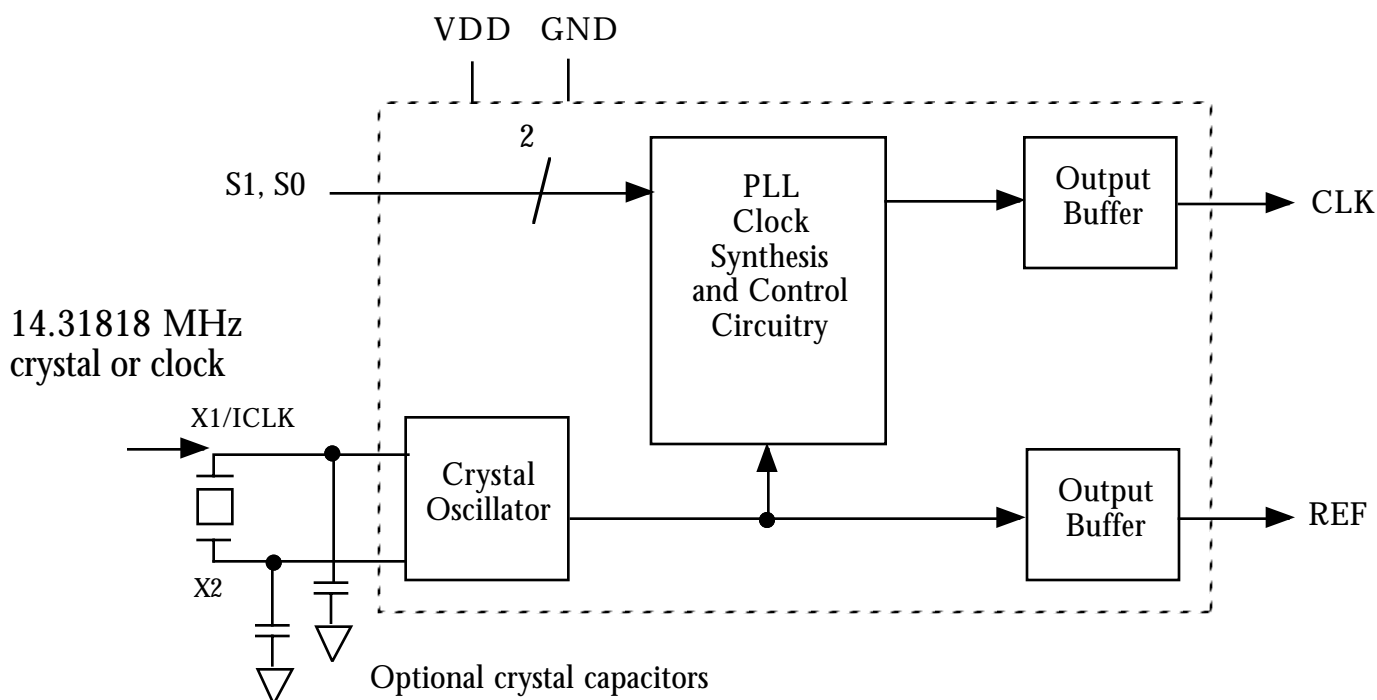 VDD GND
2
S1, S0
PLL
Clock
Synthesis
and Control
Circuitry
Output
Buffer
CLK
14.31818 MHz
crystal or clock
X1/ICLK
Crystal
Oscillator
Output
Buffer
REF
X2
Optional crystal capacitors